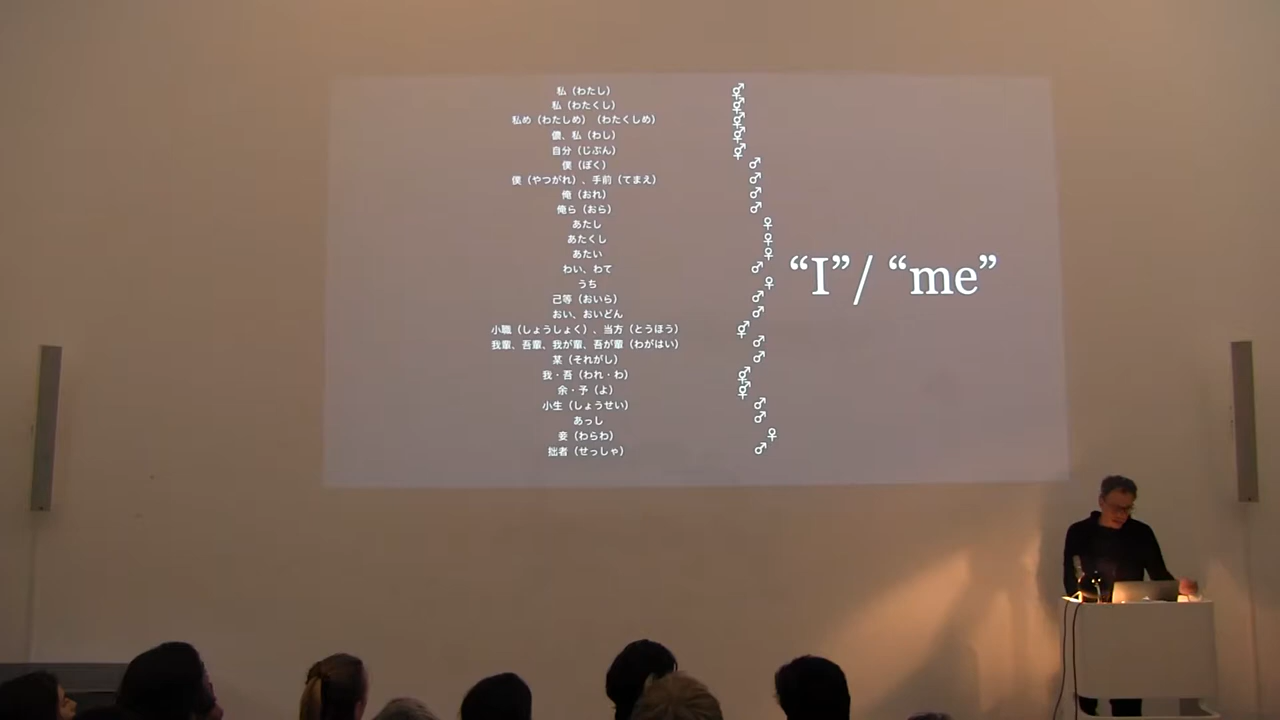 私（わたし）
私（わたくし）
私め（わたしめ）（わたくしめ）
儂、私（わし）
自分（じぶん）
僕（ぼく）
僕（やつがれ）、手前（てまえ）
俺（おれ）
俺ら（おら）
あたし
あたくし
あたい
わい、わて
うち
己等（おいら）
おい、おいどん
小職（しょうしょく）、当方（とうほう）
我輩、吾輩、我が輩、吾が輩（わがはい）
某（それがし）
我・吾（われ・わ）
余・予（よ）
小生（しょうせい）
あっし
妾（わらわ）
拙者（せっしゃ）
“I”/ “me”